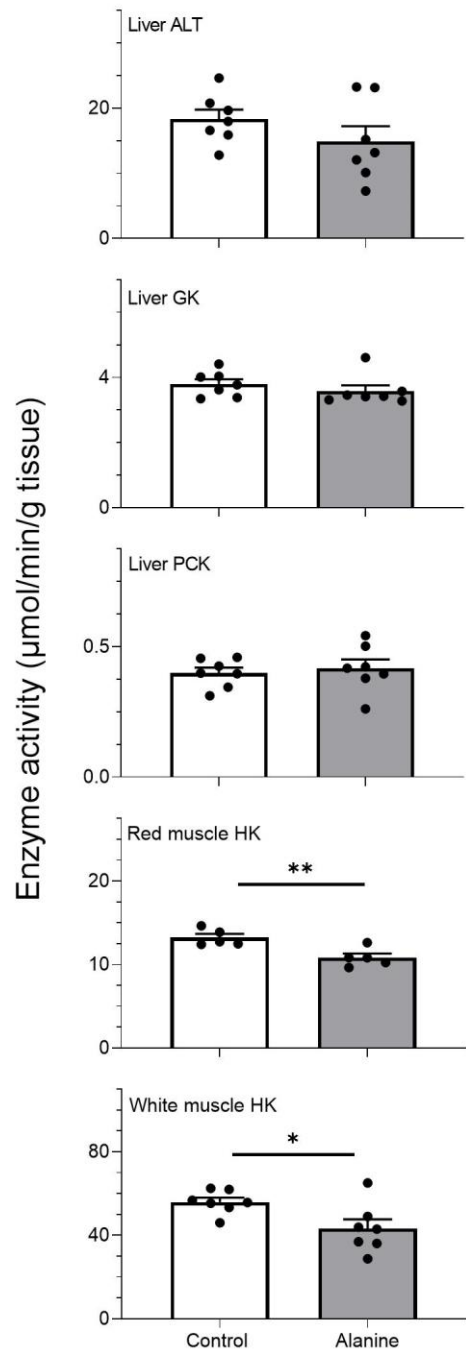 Enzyme activity (µmol/min/g tissue)
Liver ALT
20
0
Liver GK
4
0
Liver PCK
0.5
0.0
Red muscle HK
**
20
10
0
White muscle HK
*
80
40
0
Control Alanine